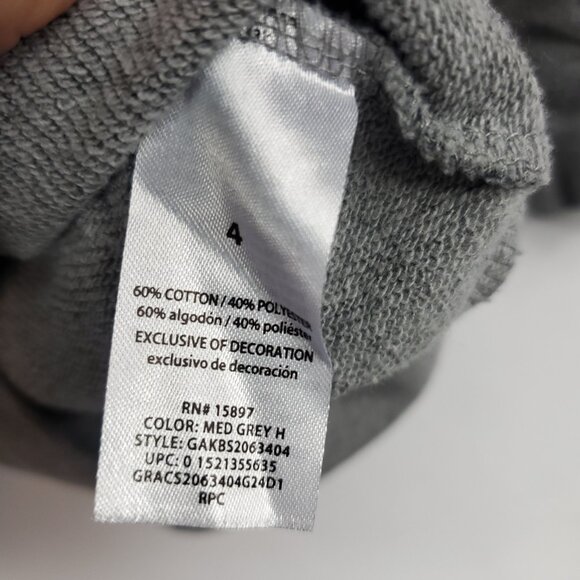 4
60% COTTON / 40% POLYESTER
60% algodón / 40% poliéster
EXCLUSIVE OF DECORATION
exclusivo de decoración
RN# 15897
COLOR: MED GREY H
STYLE: GAKBS2063404
UPC: 0 1521355635
GRACS2063404G24D1
RPC